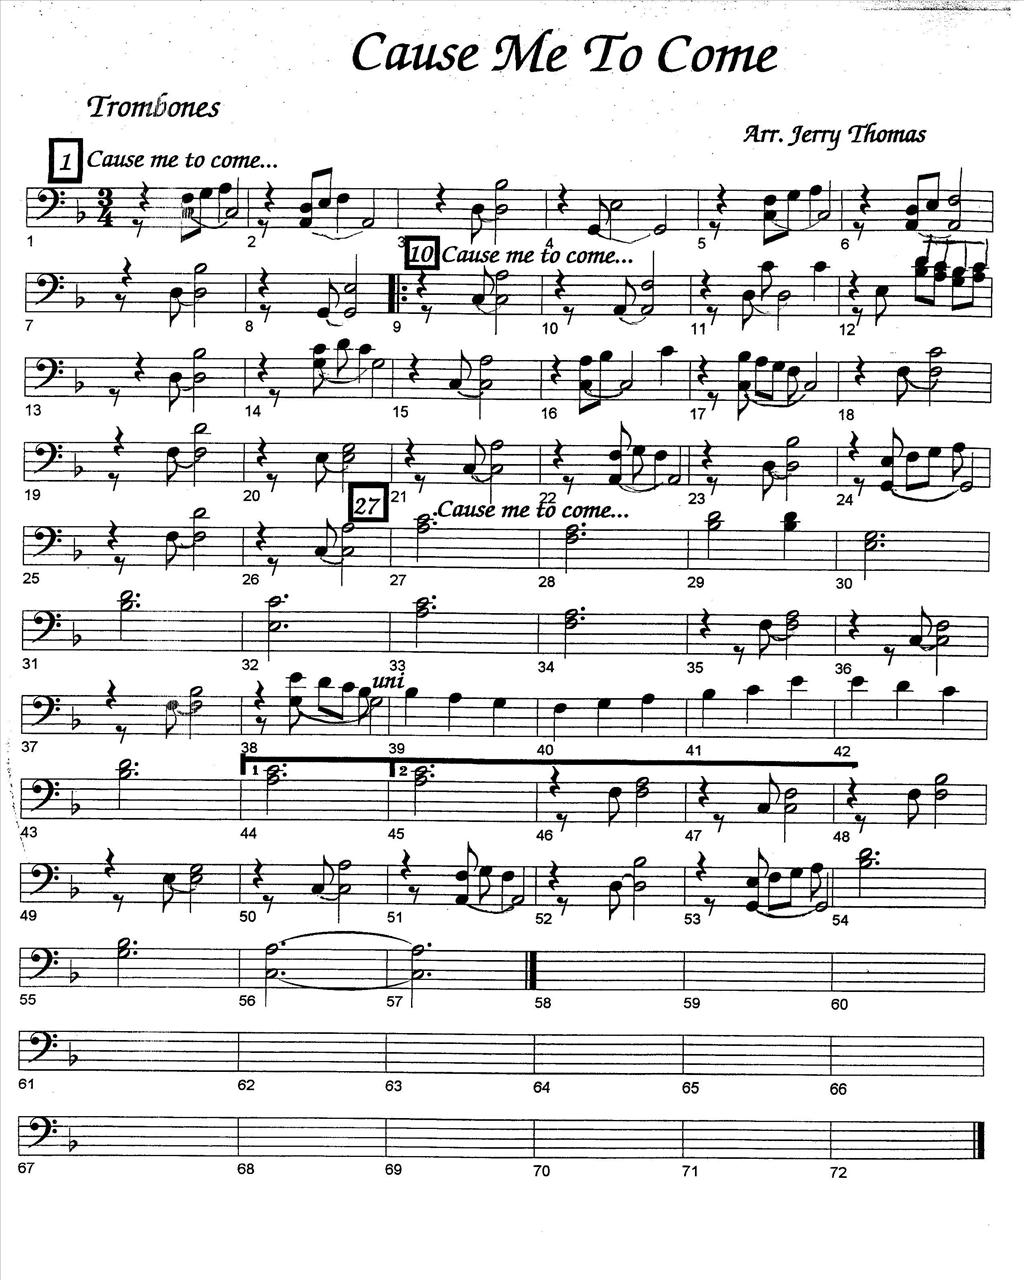 Cause Me To Come
Trombones
Arr. Jerry Thomas
1 Cause me to come...
3
4
1 2 3 4 5 6
10 Cause me to come...
7 8 9 10 11 12
13 14 15 16 17 18
19 20 21 22 23 24
27 Cause me to come...
25 26 27 28 29 30
31 32 33 34 35 36
uni
37 38 39 40 41 42
1 2
43 44 45 46 47 48
49 50 51 52 53 54
55 56 57 58 59 60
61 62 63 64 65 66
67 68 69 70 71 72